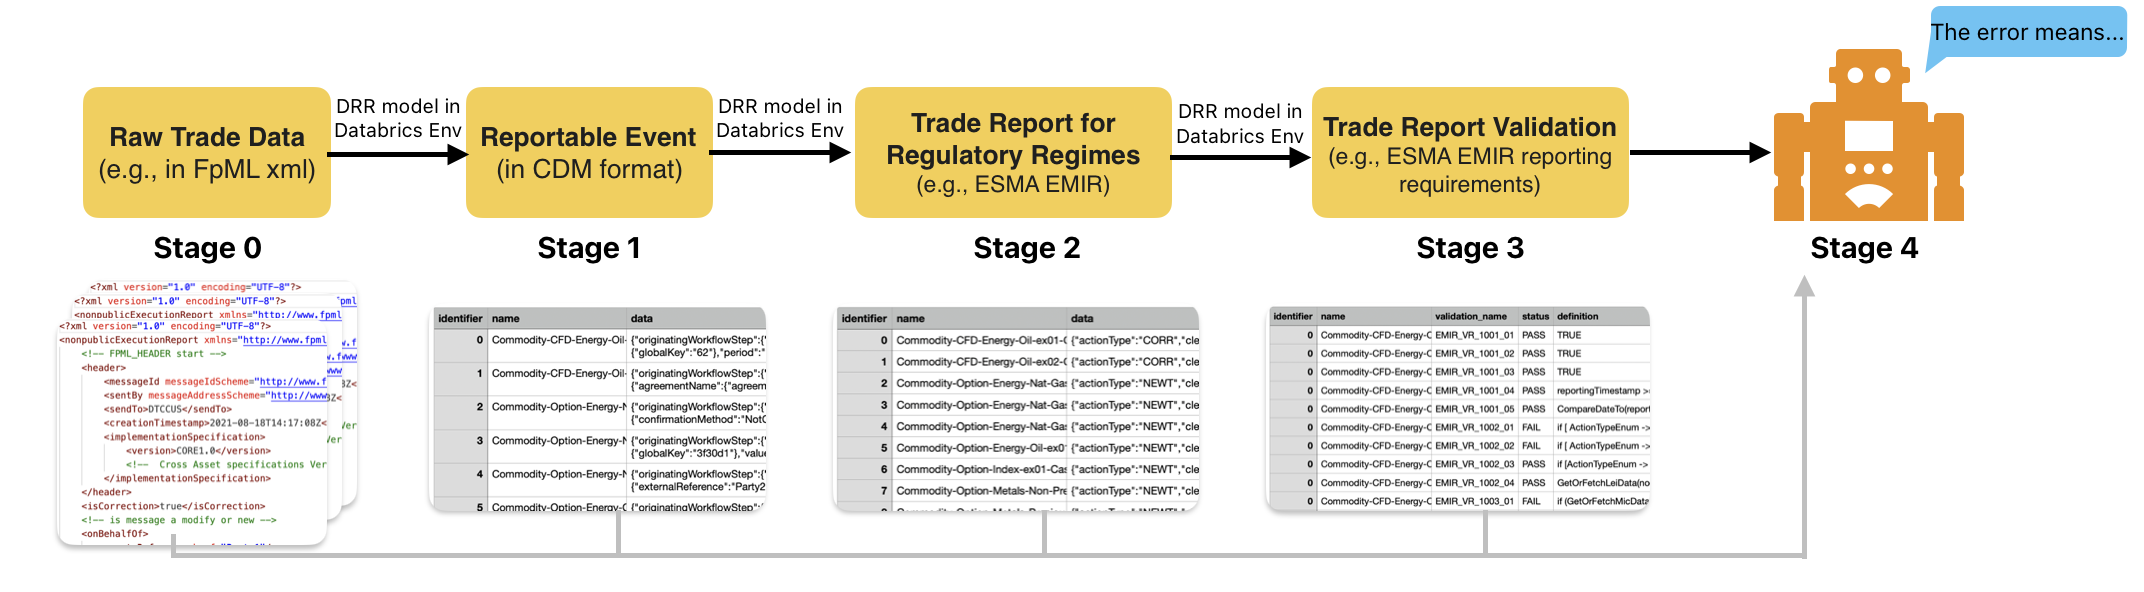 The error means...
DRR model in
Databrics Env
DRR model in
Databrics Env
DRR model in
Databrics Env
Raw Trade Data
(e.g., in FpML xml)
Reportable Event
(in CDM format)
Trade Report for
Regulatory Regimes
(e.g., ESMA EMIR)
Trade Report Validation
(e.g., ESMA EMIR reporting
requirements)
Stage 0
Stage 1
Stage 2
Stage 3
Stage 4
<?xml version="1.0" encoding="UTF-8"?>
<?xml version="1.0" encoding="UTF-8"?>
<nonpublicExecutionReport xmlns="http://www.fpml
<?xml version="1.0" encoding="UTF-8"?>
<nonpublicExecutionReport xmlns="http://www.fpml
<!-- FPML_HEADER start -->
<header>
<messageId messageIdScheme="http://www.f
<sentBy messageAddressScheme="http://www
<sendTo>DTCCUS</sendTo>
<creationTimestamp>2021-08-18T14:17:08Z<
<implementationSpecification>
<version>CORE1.0</version>
<!-- Cross Asset specifications Ver
</implementationSpecification>
</header>
<isCorrection>true</isCorrection>
<!-- is message a modify or new -->
<onBehalfOf>
identifier name data
0 Commodity-CFD-Energy-Oil- {"originatingWorkflowStep":{"
{"globalKey":"62"},"period":"
1 Commodity-CFD-Energy-Oil- {"originatingWorkflowStep":{"
{"agreementName":{"agreem
2 Commodity-Option-Energy-N {"originatingWorkflowStep":{"
{"confirmationMethod":"NotC
3 Commodity-Option-Energy-N {"originatingWorkflowStep":{"
{"globalKey":"3f30d1"},"value
4 Commodity-Option-Energy-N {"originatingWorkflowStep":{"
{"externalReference":"Party2
5 Commodity-Option-Energy-C {"originatingWorkflowStep":{"
identifier name data
0 Commodity-CFD-Energy-Oil-ex01-C {"actionType":"CORR","cle
1 Commodity-CFD-Energy-Oil-ex02-C {"actionType":"CORR","cle
2 Commodity-Option-Energy-Nat-Gas {"actionType":"NEWT","cle
3 Commodity-Option-Energy-Nat-Gas {"actionType":"NEWT","cle
4 Commodity-Option-Energy-Nat-Gas {"actionType":"NEWT","cle
5 Commodity-Option-Energy-Oil-ex01 {"actionType":"NEWT","cle
6 Commodity-Option-Index-ex01-Cas {"actionType":"NEWT","cle
7 Commodity-Option-Metals-Non-Pre {"actionType":"NEWT","cle
identifier name validation_name status definition
0 Commodity-CFD-Energy-C EMIR_VR_1001_01 PASS TRUE
0 Commodity-CFD-Energy-C EMIR_VR_1001_02 PASS TRUE
0 Commodity-CFD-Energy-C EMIR_VR_1001_03 PASS TRUE
0 Commodity-CFD-Energy-C EMIR_VR_1001_04 PASS reportingTimestamp >
0 Commodity-CFD-Energy-C EMIR_VR_1001_05 PASS CompareDateTo(report
0 Commodity-CFD-Energy-C EMIR_VR_1002_01 FAIL if [ ActionTypeEnum ->
0 Commodity-CFD-Energy-C EMIR_VR_1002_02 FAIL if [ ActionTypeEnum ->
0 Commodity-CFD-Energy-C EMIR_VR_1002_03 PASS if [ActionTypeEnum ->
0 Commodity-CFD-Energy-C EMIR_VR_1002_04 PASS GetOrFetchLeiData(no
0 Commodity-CFD-Energy-C EMIR_VR_1003_01 FAIL if (GetOrFetchMicData